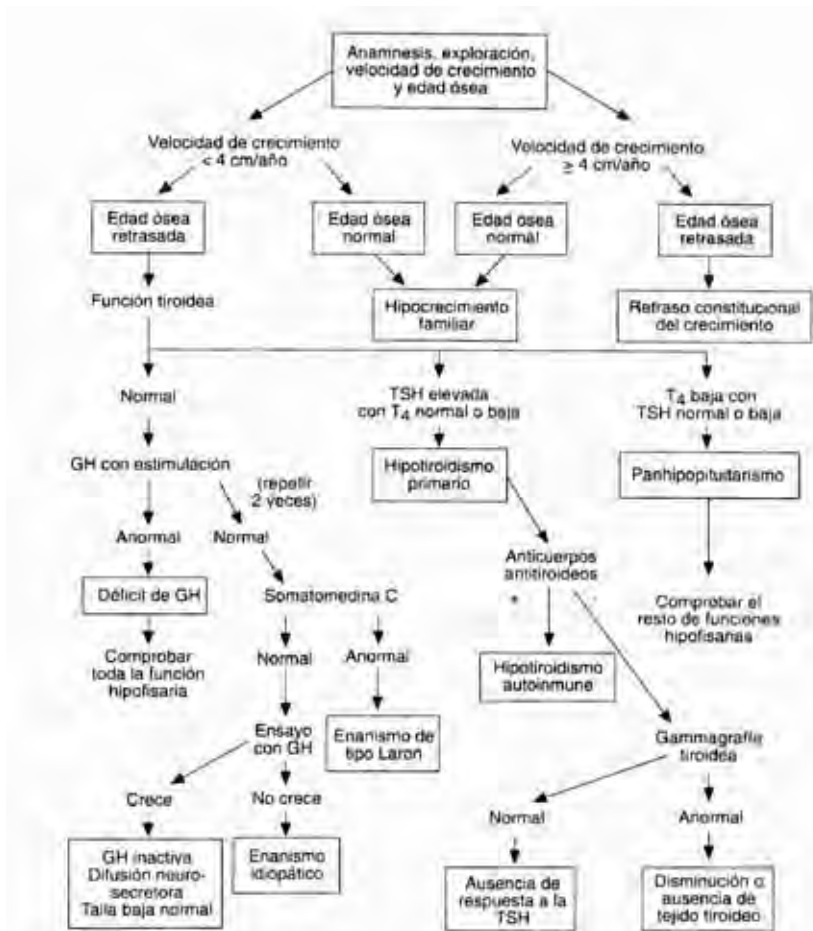 Anamnesis, exploración,
velocidad de crecimiento
y edad ósea
Velocidad de crecimiento
< 4 cm/año
Velocidad de crecimiento
≥ 4 cm/año
Edad ósea
retrasada
Edad ósea
normal
Edad ósea
normal
Edad ósea
retrasada
Función tiroidea
Hipocrecimiento
familiar
Retraso constitucional
del crecimiento
Normal
TSH elevada
con T4 normal o baja
T4 baja con
TSH normal o baja
GH con estimulación
(repetir
2 veces)
Hipotiroidismo
primario
Panhipopituitarismo
Anormal
Normal
Anticuerpos
antitiroideos
+
Déficit de GH
Somatomedina C
Comprobar el
resto de funciones
hipofisarias
Comprobar
toda la función
hipofisaria
Normal
Anormal
Hipotiroidismo
autoinmune
Ensayo
con GH
Enanismo de
tipo Laron
Gammagrafía
tiroidea
Crece
No crece
Normal
Anormal
GH inactiva
Difusión neuro-
secretora
Talla baja normal
Enanismo
idiopático
Ausencia de
respuesta a la
TSH
Disminución o
ausencia de
tejido tiroideo